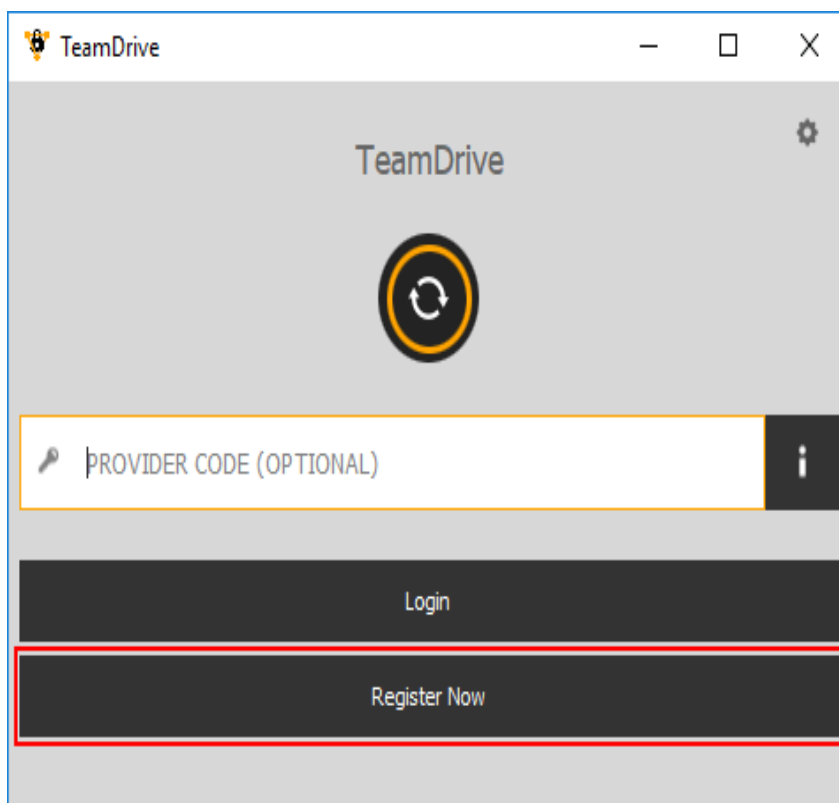 TeamDrive
TeamDrive
PROVIDER CODE (OPTIONAL)
i
Login
Register Now